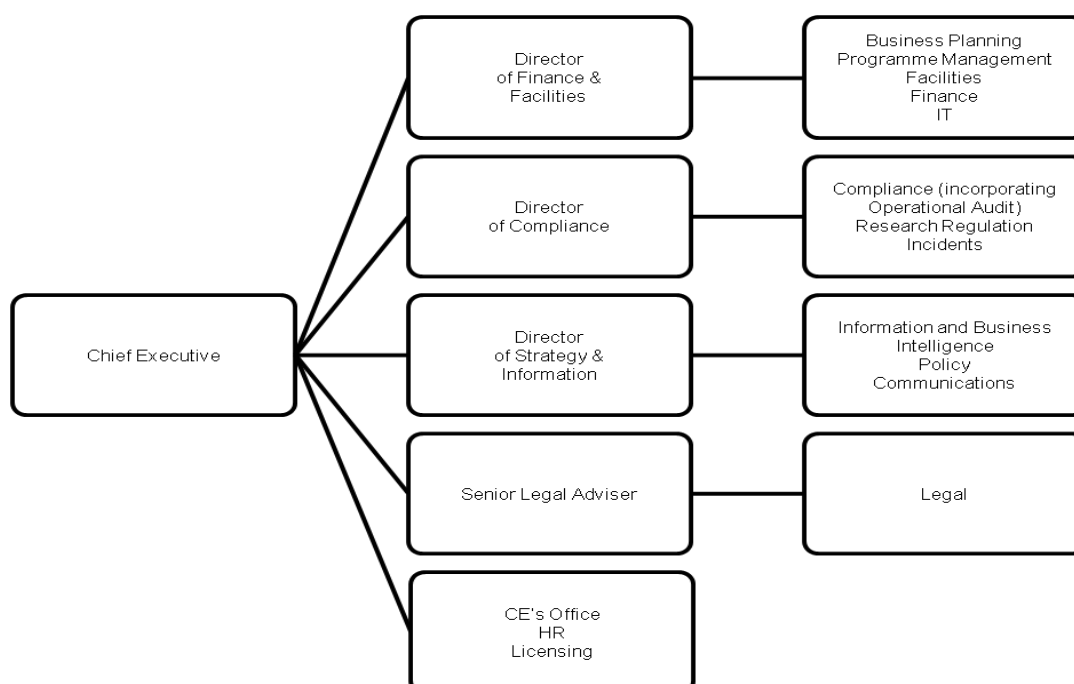 Chief Executive
Director
of Finance &
Facilities
Business Planning
Programme Management
Facilities
Finance
IT
Director
of Compliance
Compliance (incorporating
Operational Audit)
Research Regulation
Incidents
Director
of Strategy &
Information
Information and Business
Intelligence
Policy
Communications
Senior Legal Adviser
Legal
CE's Office
HR
Licensing